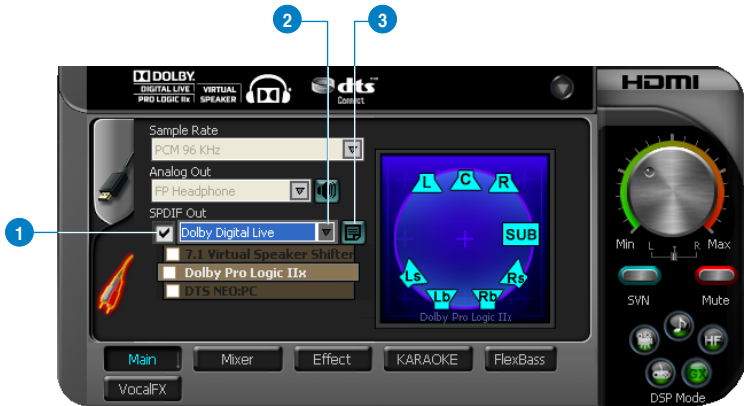 2 3
DOLBY
DIGITAL LIVE
PRO LOGIC IIx
VIRTUAL
SPEAKER
dts
Connect
HDMI
Sample Rate
PCM 96 KHz
Analog Out
FP Headphone
SPDIF Out
1
Dolby Digital Live
7.1 Virtual Speaker Shifter
Dolby Pro Logic IIx
DTS NEO:PC
L C R
SUB
Ls Rs
Lb Rb
Dolby Pro Logic IIx
Min L T R Max
SVN Mute
HF
GX
DSP Mode
Main Mixer Effect KARAOKE FlexBass
VocalFX